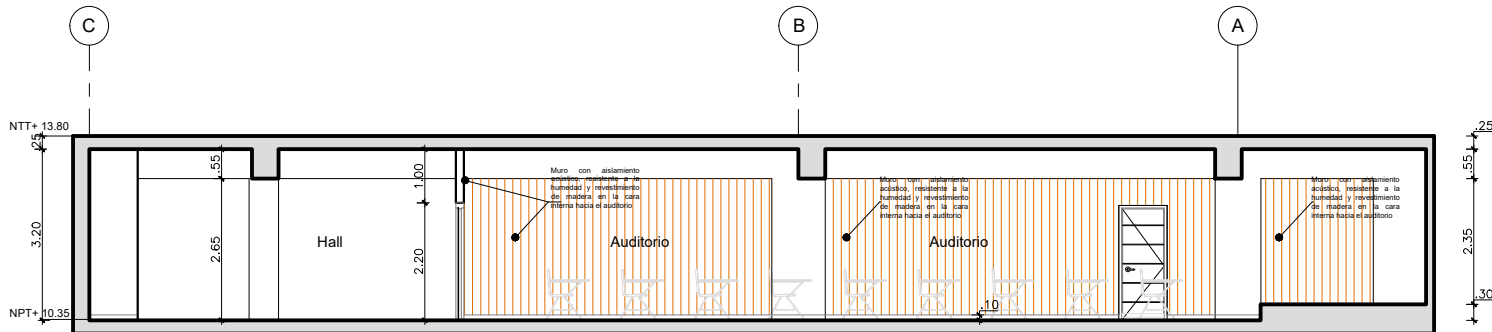 C
B
A
NTT+ 13.80
.25
3.20
NPT+ 10.35
.55
2.65
Hall
1.00
2.20
Muro con aislamiento
acústico, resistente a la
humedad y revestimiento
de madera en la cara
interna hacia el auditorio
Auditorio
Muro con aislamiento
acústico, resistente a la
humedad y revestimiento
de madera en la cara
interna hacia el auditorio
Auditorio
.10
Muro con aislamiento
acústico, resistente a la
humedad y revestimiento
de madera en la cara
interna hacia el auditorio
.25
.55
2.35
.30